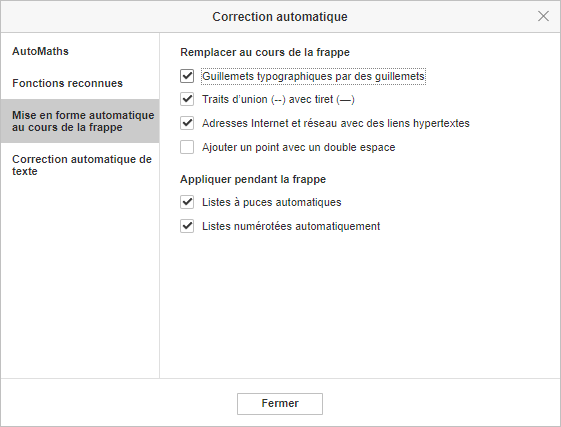 Correction automatique
AutoMaths
Fonctions reconnues
Mise en forme automatique
au cours de la frappe
Correction automatique de
texte
Remplacer au cours de la frappe
Guillemets typographiques par des guillemets
Traits d'union (--) avec tiret (—)
Adresses Internet et réseau avec des liens hypertextes
Ajouter un point avec un double espace
Appliquer pendant la frappe
Listes à puces automatiques
Listes numérotées automatiquement
Fermer